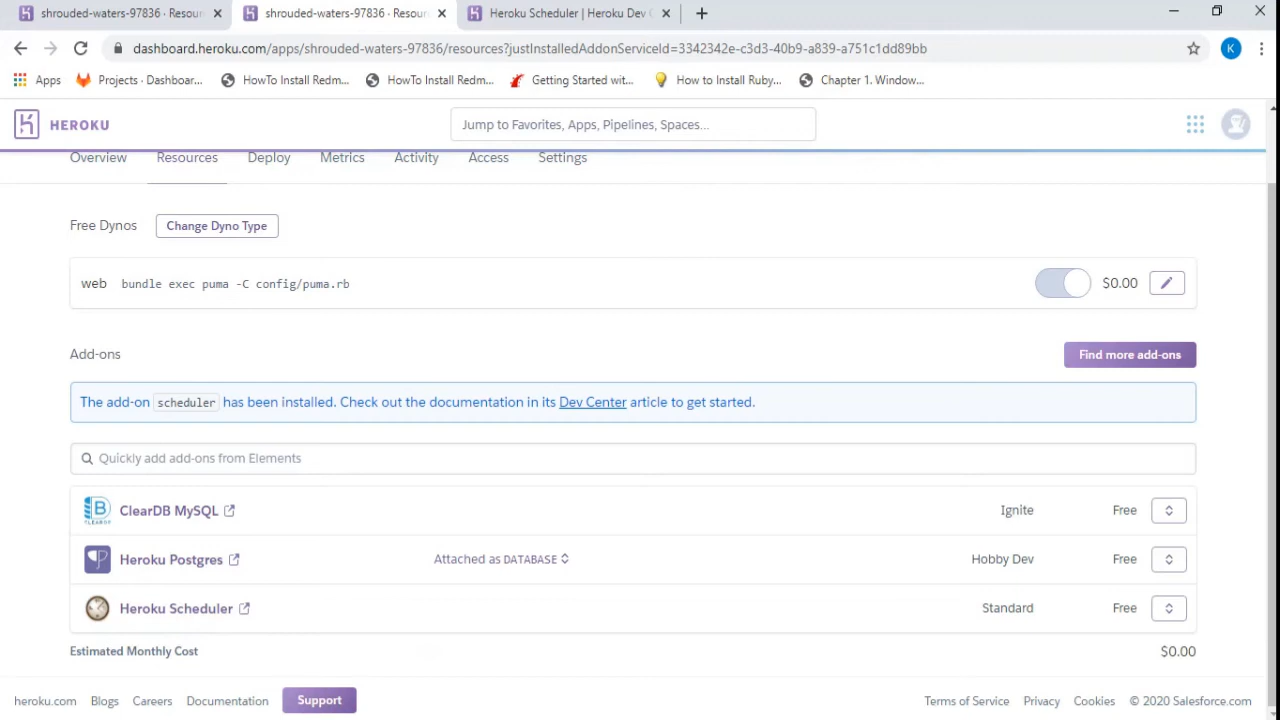 shrouded-waters-97836 · Resourc
shrouded-waters-97836 · Resourc
Heroku Scheduler | Heroku Dev C
dashboard.heroku.com/apps/shrouded-waters-97836/resources?justInstalledAddonServiceId=3342342e-c3d3-40b9-a839-a751c1dd89bb
K
Apps
Projects · Dashboar...
HowTo Install Redm...
HowTo Install Redm...
Getting Started wit...
How to Install Ruby...
Chapter 1. Window...
HEROKU
Jump to Favorites, Apps, Pipelines, Spaces...
Overview Resources Deploy Metrics Activity Access Settings
Free Dynos
Change Dyno Type
web bundle exec puma -C config/puma.rb $0.00
Add-ons
Find more add-ons
The add-on scheduler has been installed. Check out the documentation in its Dev Center article to get started.
Quickly add add-ons from Elements
ClearDB MySQL Ignite Free
Heroku Postgres Attached as DATABASE Hobby Dev Free
Heroku Scheduler Standard Free
Estimated Monthly Cost $0.00
heroku.com Blogs Careers Documentation Support Terms of Service Privacy Cookies © 2020 Salesforce.com